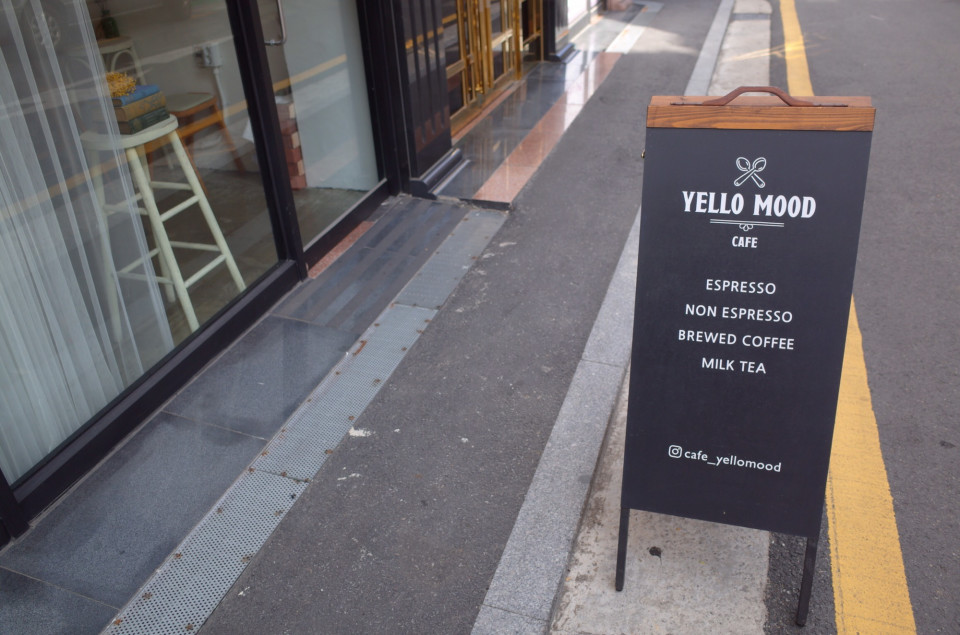 YELLO MOOD
CAFE
ESPRESSO
NON ESPRESSO
BREWED COFFEE
MILK TEA
cafe_yellomood